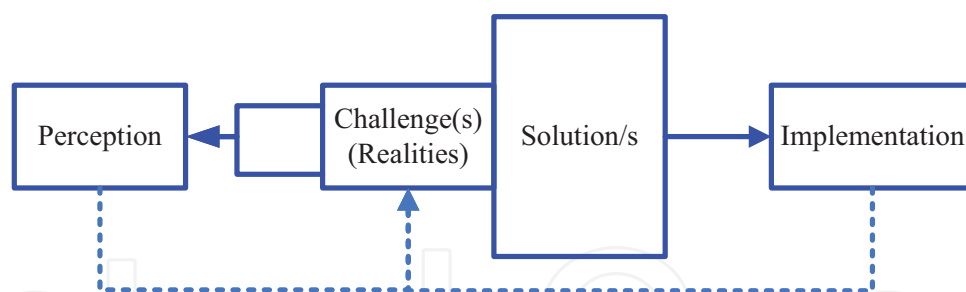 Perception
Challenge(s)
(Realities)
Solution/s
Implementation